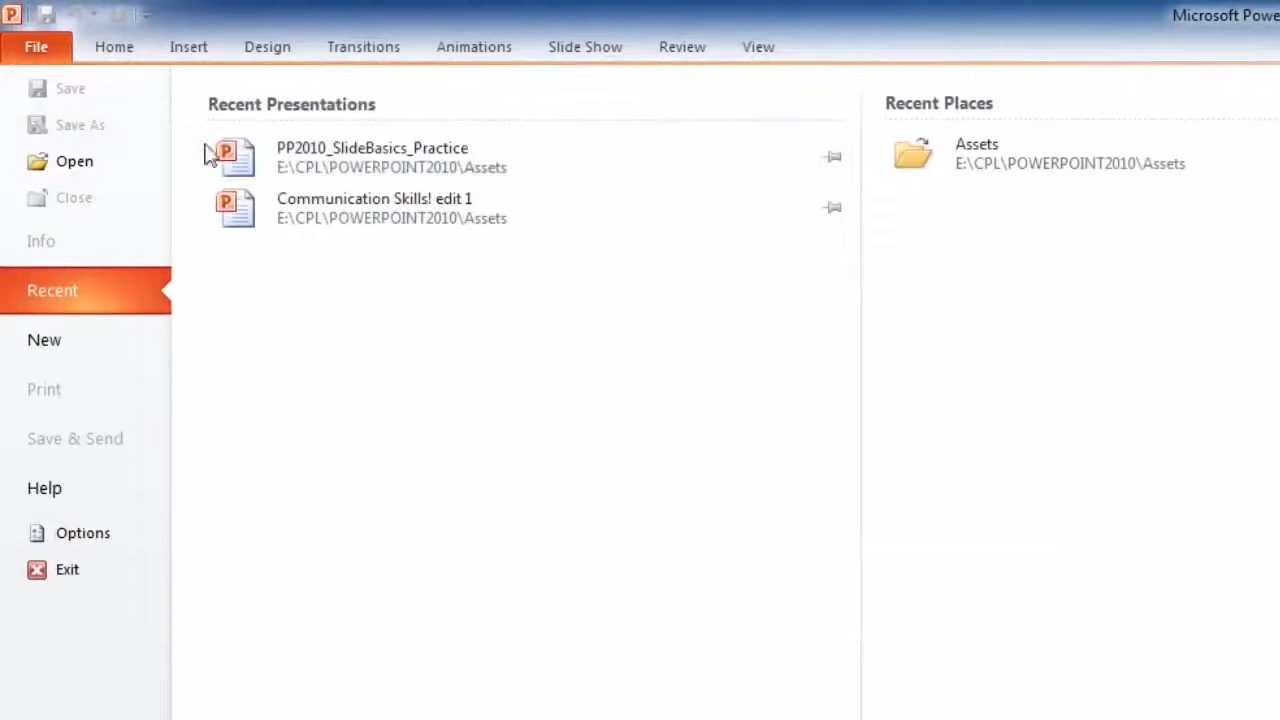 Microsoft Powe
File Home Insert Design Transitions Animations Slide Show Review View
Save
Save As
Open
Close
Info
Recent
New
Print
Save & Send
Help
Options
Exit
Recent Presentations
PP2010_SlideBasics_Practice
E:\CPL\POWERPOINT2010\Assets
Communication Skills! edit 1
E:\CPL\POWERPOINT2010\Assets
Recent Places
Assets
E:\CPL\POWERPOINT2010\Assets